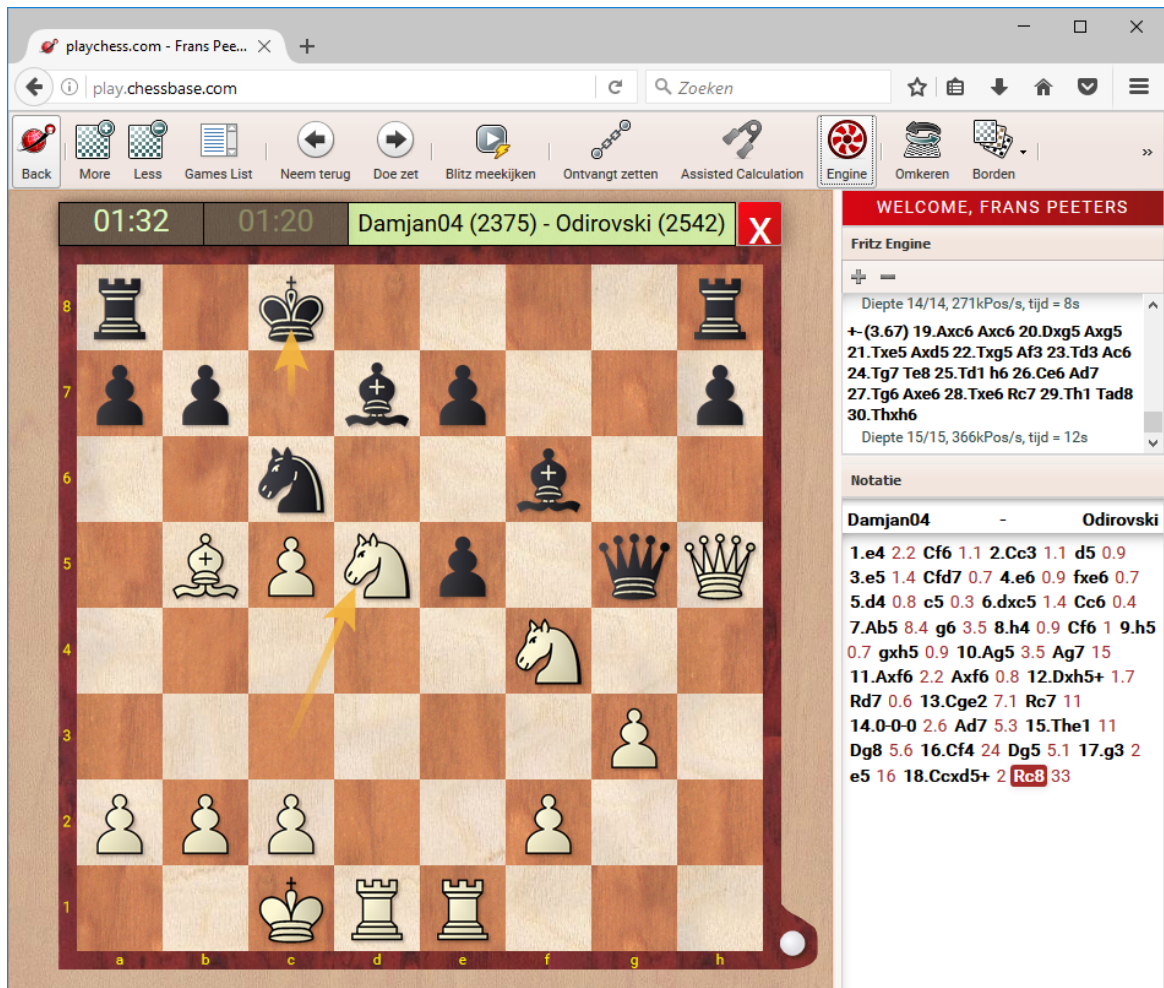 playchess.com - Frans Pee...
play.chessbase.com
Zoeken
Back More Less Games List Neem terug Doe zet Blitz meekijken Ontvangt zetten Assisted Calculation Engine Omkeren Borden »
01:32 01:20 Damjan04 (2375) - Odirovski (2542) X
8
7
6
5
4
3
2
1
a b c d e f g h
WELCOME, FRANS PEETERS
Fritz Engine
Diepte 14/14, 271kPos/s, tijd = 8s
+- (3.67) 19.Axc6 Axc6 20.Dxg5 Axg5
21.Txe5 Axd5 22.Txg5 Af3 23.Td3 Ac6
24.Tg7 Te8 25.Td1 h6 26.Ce6 Ad7
27.Tg6 Axe6 28.Txe6 Rc7 29.Th1 Tad8
30.Thxh6
Diepte 15/15, 366kPos/s, tijd = 12s
Notatie
Damjan04 - Odirovski
1.e4 2.2 Cf6 1.1 2.Cc3 1.1 d5 0.9
3.e5 1.4 Cfd7 0.7 4.e6 0.9 fxe6 0.7
5.d4 0.8 c5 0.3 6.dxc5 1.4 Cc6 0.4
7.Ab5 8.4 g6 3.5 8.h4 0.9 Cf6 1 9.h5
0.7 gxh5 0.9 10.Ag5 3.5 Ag7 15
11.Axf6 2.2 Axf6 0.8 12.Dxh5+ 1.7
Rd7 0.6 13.Cge2 7.1 Rc7 11
14.0-0-0 2.6 Ad7 5.3 15.The1 11
Dg8 5.6 16.Cf4 24 Dg5 5.1 17.g3 2
e5 16 18.Ccxd5+ 2 Rc8 33